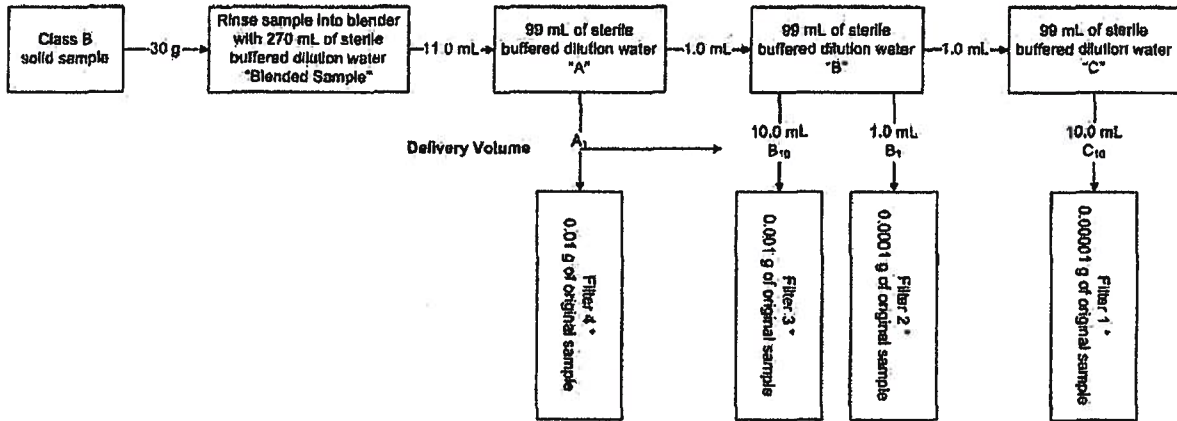 Class B
solid sample
30 g
Rinse sample into blender
with 270 mL of sterile
buffered dilution water
"Blended Sample"
11.0 mL
99 mL of sterile
buffered dilution water
"A"
1.0 mL
99 mL of sterile
buffered dilution water
"B"
1.0 mL
99 mL of sterile
buffered dilution water
"C"
Delivery Volume
A1
10.0 mL
B10
1.0 mL
B1
10.0 mL
C10
Filter 4 *
0.01 g of original sample
Filter 3 *
0.001 g of original sample
Filter 2 *
0.0001 g of original sample
Filter 1 *
0.00001 g of original sample